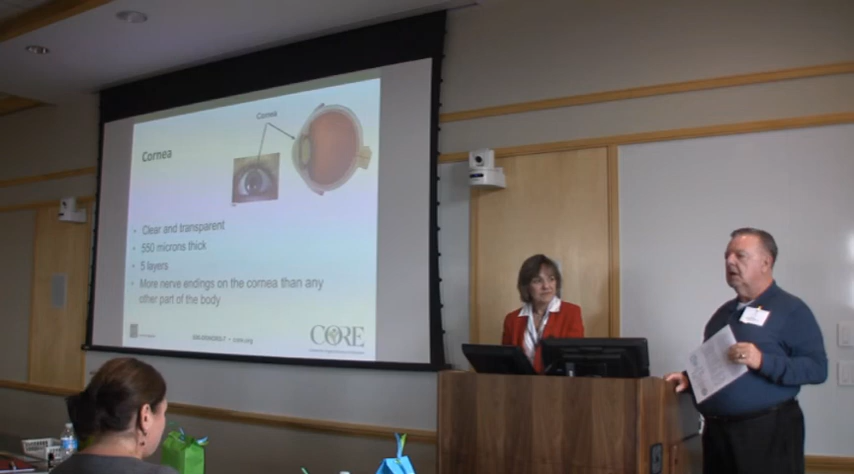 Cornea
Cornea
• Clear and transparent
• 550 microns thick
• 5 layers
• More nerve endings on the cornea than any
other part of the body
CORE